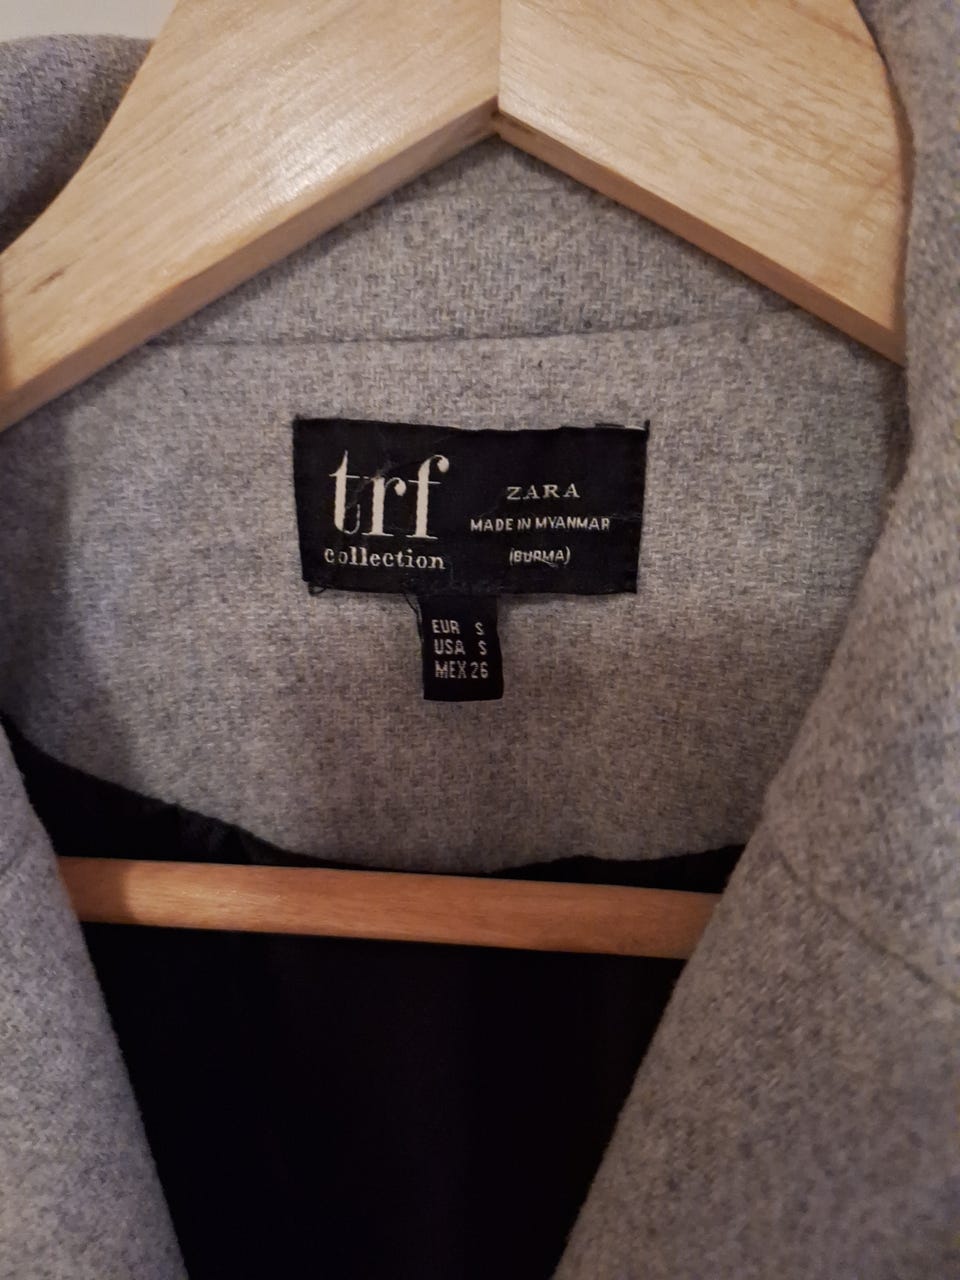 trf
collection
ZARA
MADE IN MYANMAR
(BURMA)
EUR S
USA S
MEX 26